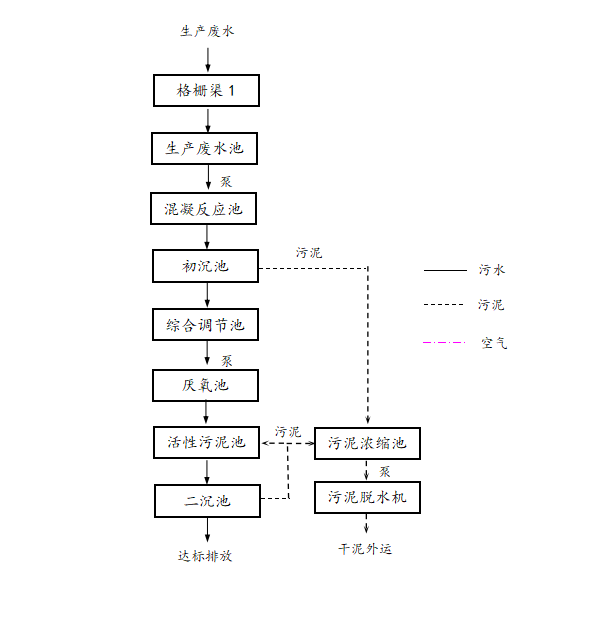 生产废水
格栅渠1
生产废水池
泵
混凝反应池
初沉池
污泥
综合调节池
泵
厌氧池
活性污泥池
污泥
污泥浓缩池
泵
二沉池
污泥脱水机
达标排放
干泥外运
污水
污泥
空气